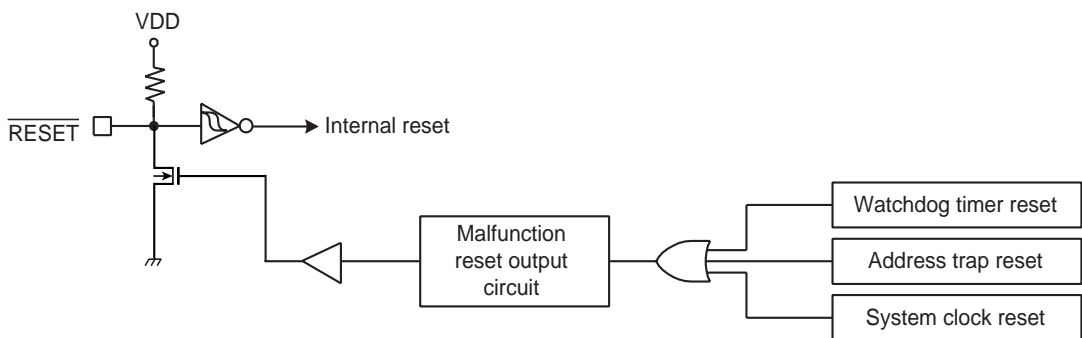 VDD
RESET
Internal reset
Malfunction
reset output
circuit
Watchdog timer reset
Address trap reset
System clock reset